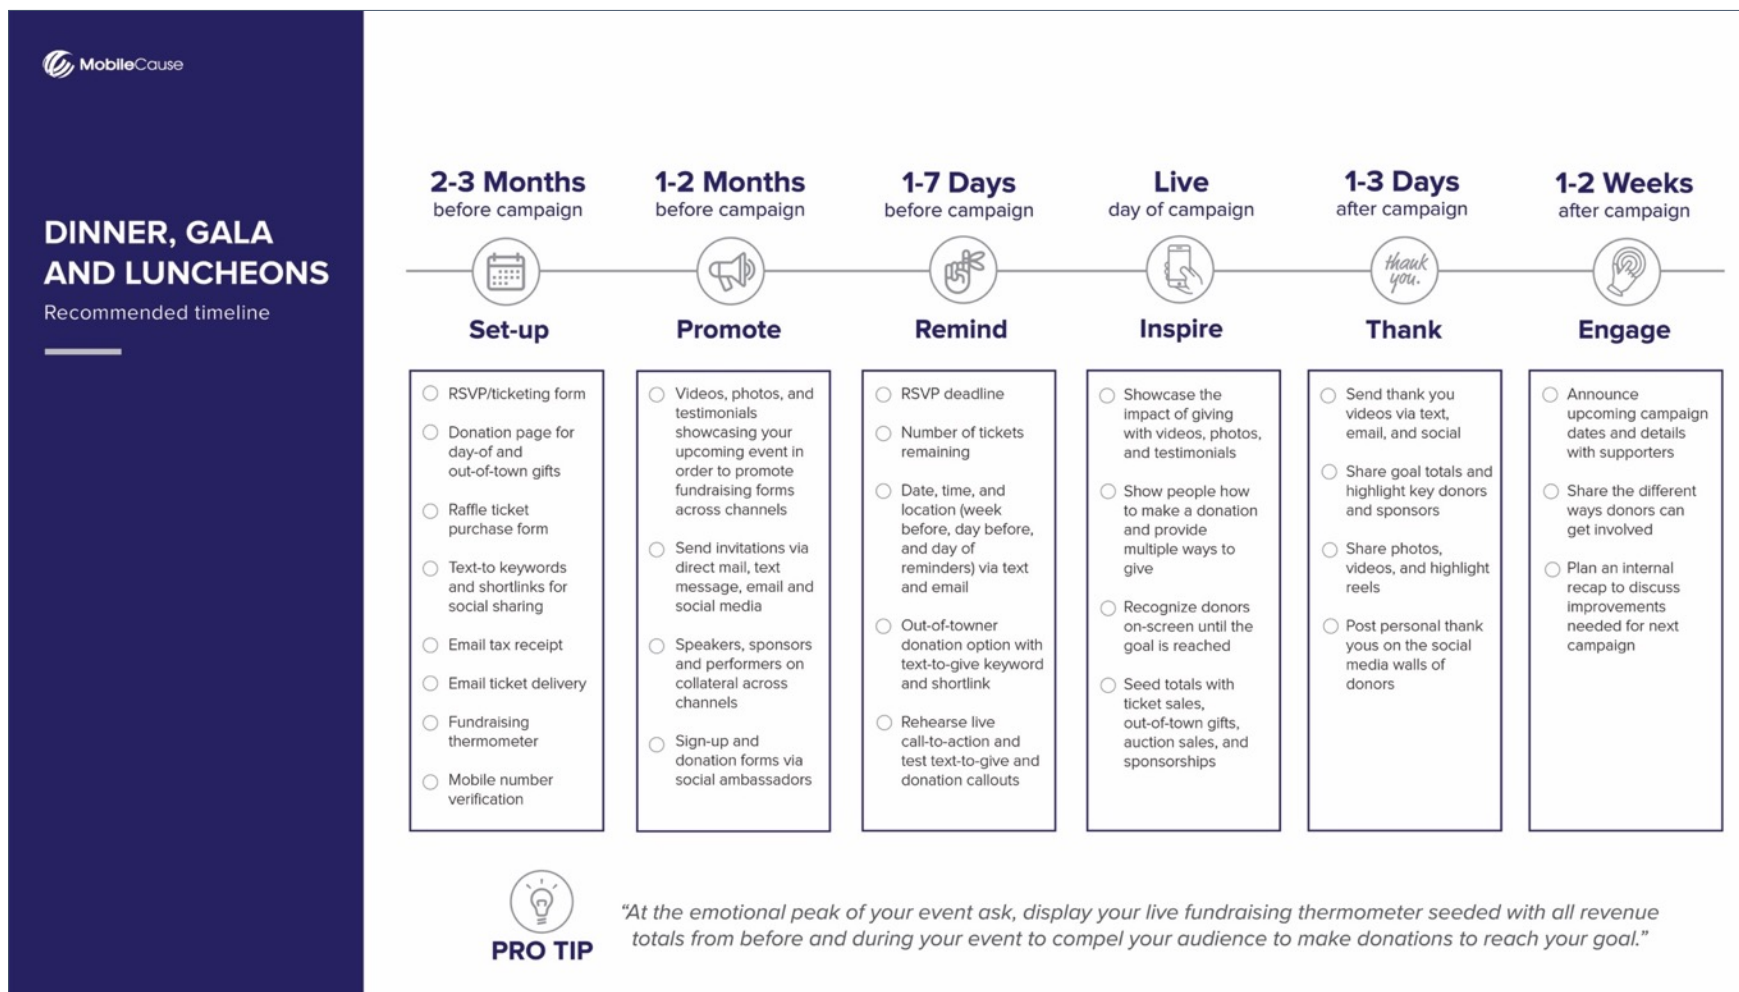 MobileCause
DINNER, GALA
AND LUNCHEONS
Recommended timeline
2-3 Months
before campaign
Set-up
RSVP/ticketing form
Donation page for
day-of and
out-of-town gifts
Raffle ticket
purchase form
Text-to keywords
and shortlinks for
social sharing
Email tax receipt
Email ticket delivery
Fundraising
thermometer
Mobile number
verification
1-2 Months
before campaign
Promote
Videos, photos, and
testimonials
showcasing your
upcoming event in
order to promote
fundraising forms
across channels
Send invitations via
direct mail, text
message, email and
social media
Speakers, sponsors
and performers on
collateral across
channels
Sign-up and
donation forms via
social ambassadors
1-7 Days
before campaign
Remind
RSVP deadline
Number of tickets
remaining
Date, time, and
location (week
before, day before,
and day of
reminders) via text
and email
Out-of-towner
donation option with
text-to-give keyword
and shortlink
Rehearse live
call-to-action and
test text-to-give and
donation callouts
Live
day of campaign
Inspire
Showcase the
impact of giving
with videos, photos,
and testimonials
Show people how
to make a donation
and provide
multiple ways to
give
Recognize donors
on-screen until the
goal is reached
Seed totals with
ticket sales,
out-of-town gifts,
auction sales, and
sponsorships
1-3 Days
after campaign
thank
you.
Thank
Send thank you
videos via text,
email, and social
Share goal totals and
highlight key donors
and sponsors
Share photos,
videos, and highlight
reels
Post personal thank
yous on the social
media walls of
donors
1-2 Weeks
after campaign
Engage
Announce
upcoming campaign
dates and details
with supporters
Share the different
ways donors can
get involved
Plan an internal
recap to discuss
improvements
needed for next
campaign
PRO TIP
“At the emotional peak of your event ask, display your live fundraising thermometer seeded with all revenue
totals from before and during your event to compel your audience to make donations to reach your goal.”